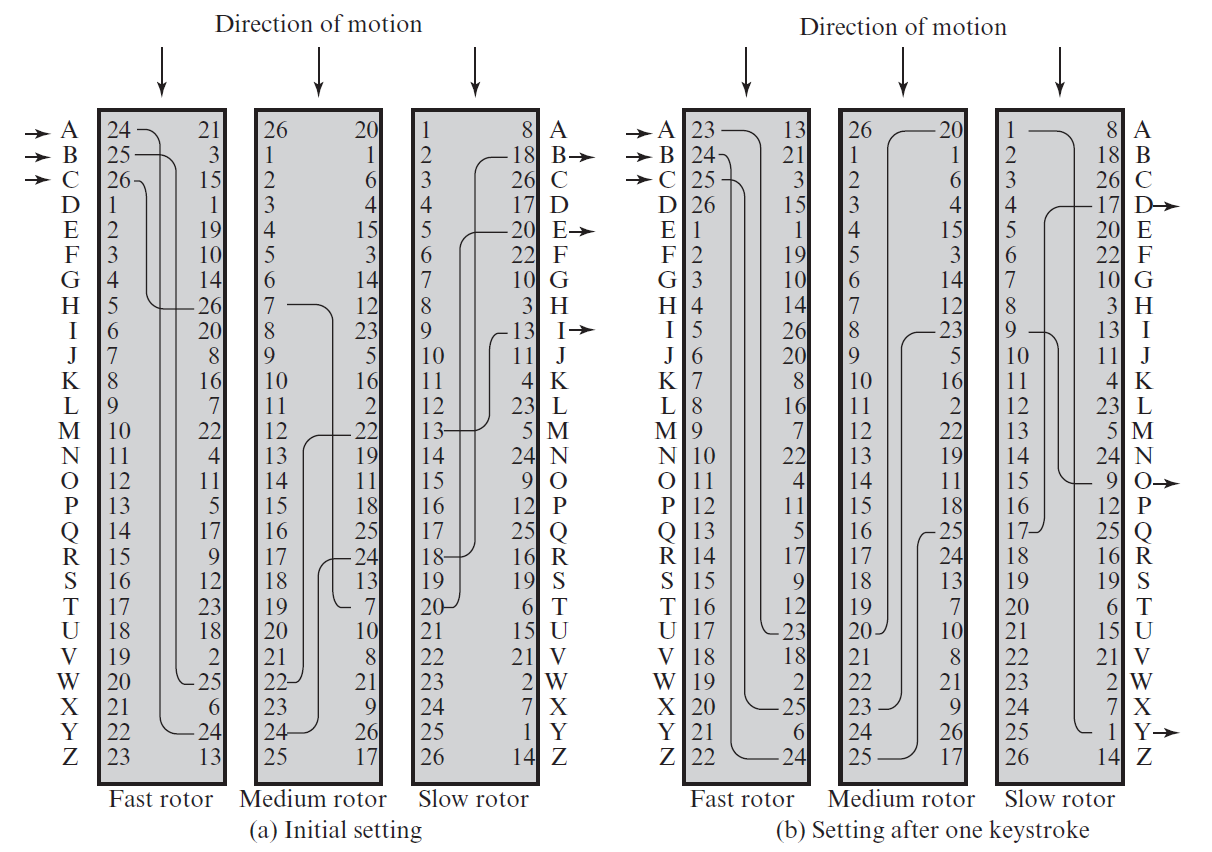 Direction of motion
A 24 21 26 20 1 8 A
B 25 3 1 1 2 18 B
C 26 15 2 6 3 26 C
D 1 1 3 4 4 17 D
E 2 19 4 15 5 20 E
F 3 10 5 3 6 22 F
G 4 14 6 14 7 10 G
H 5 26 7 12 8 3 H
I 6 20 8 23 9 13 I
J 7 8 9 5 10 11 J
K 8 16 10 16 11 4 K
L 9 7 11 2 12 23 L
M 10 22 12 22 13 5 M
N 11 4 13 19 14 24 N
O 12 11 14 11 15 9 O
P 13 5 15 18 16 12 P
Q 14 17 16 25 17 25 Q
R 15 9 17 24 18 16 R
S 16 12 18 13 19 19 S
T 17 23 19 7 20 6 T
U 18 18 20 10 21 15 U
V 19 2 21 8 22 21 V
W 20 25 22 21 23 2 W
X 21 6 23 9 24 7 X
Y 22 24 24 26 25 1 Y
Z 23 13 25 17 26 14 Z
Fast rotor Medium rotor Slow rotor
(a) Initial setting
Direction of motion
A 23 13 26 20 1 8 A
B 24 21 1 1 2 18 B
C 25 3 2 6 3 26 C
D 26 15 3 4 4 17 D
E 1 1 4 15 5 20 E
F 2 19 5 3 6 22 F
G 3 10 6 14 7 10 G
H 4 14 7 12 8 3 H
I 5 26 8 23 9 13 I
J 6 20 9 5 10 11 J
K 7 8 10 16 11 4 K
L 8 16 11 2 12 23 L
M 9 7 12 22 13 5 M
N 10 22 13 19 14 24 N
O 11 4 14 11 15 9 O
P 12 11 15 18 16 12 P
Q 13 5 16 25 17 25 Q
R 14 17 17 24 18 16 R
S 15 9 18 13 19 19 S
T 16 12 19 7 20 6 T
U 17 23 20 10 21 15 U
V 18 18 21 8 22 21 V
W 19 2 22 21 23 2 W
X 20 25 23 9 24 7 X
Y 21 6 24 26 25 1 Y
Z 22 24 25 17 26 14 Z
Fast rotor Medium rotor Slow rotor
(b) Setting after one keystroke